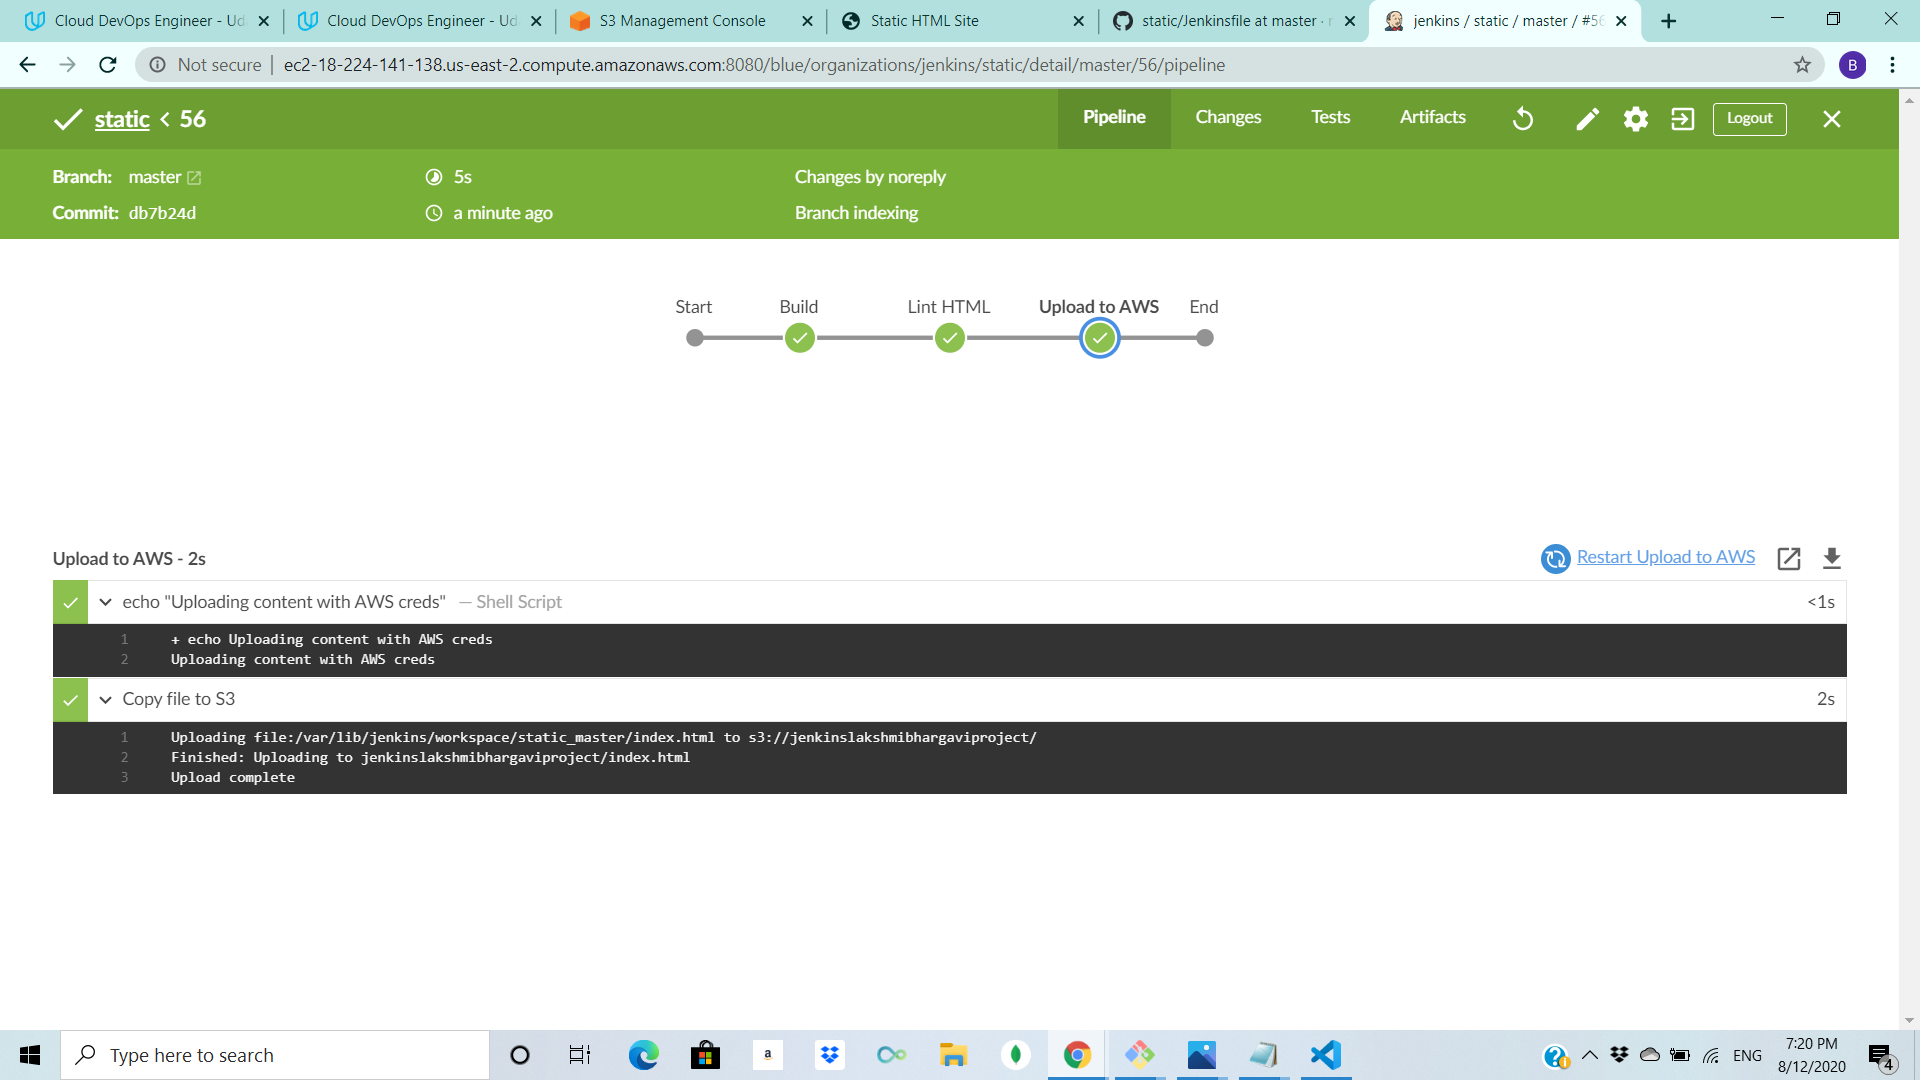 Cloud DevOps Engineer - Ud
Cloud DevOps Engineer - Ud
S3 Management Console
Static HTML Site
static/Jenkinsfile at master ·
jenkins / static / master / #56
Not secure | ec2-18-224-141-138.us-east-2.compute.amazonaws.com:8080/blue/organizations/jenkins/static/detail/master/56/pipeline
B
static < 56
Pipeline
Changes
Tests
Artifacts
Logout
Branch: master
5s
Changes by noreply
Commit: db7b24d
a minute ago
Branch indexing
Start
Build
Lint HTML
Upload to AWS
End
Upload to AWS - 2s
Restart Upload to AWS
echo "Uploading content with AWS creds" — Shell Script
<1s
1 + echo Uploading content with AWS creds
2 Uploading content with AWS creds
Copy file to S3
2s
1 Uploading file:/var/lib/jenkins/workspace/static_master/index.html to s3://jenkinslakshmibhargaviproject/
2 Finished: Uploading to jenkinslakshmibhargaviproject/index.html
3 Upload complete
Type here to search
a
ENG
7:20 PM
8/12/2020
4